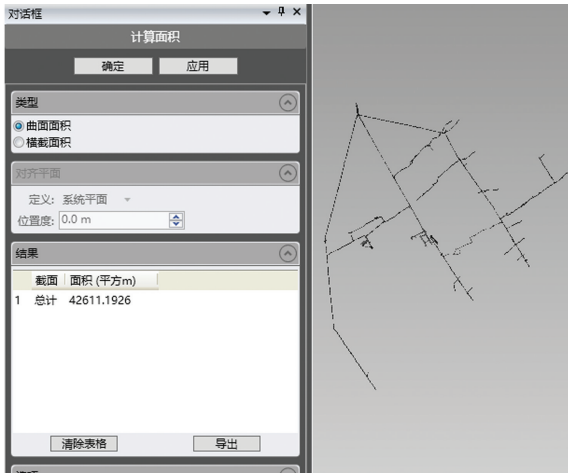 对话框
计算面积
确定 应用
类型
曲面面积
横截面积
对齐平面
定义: 系统平面
位置度: 0.0 m
结果
截面 面积 (平方m)
1 总计 42611.1926
清除表格 导出